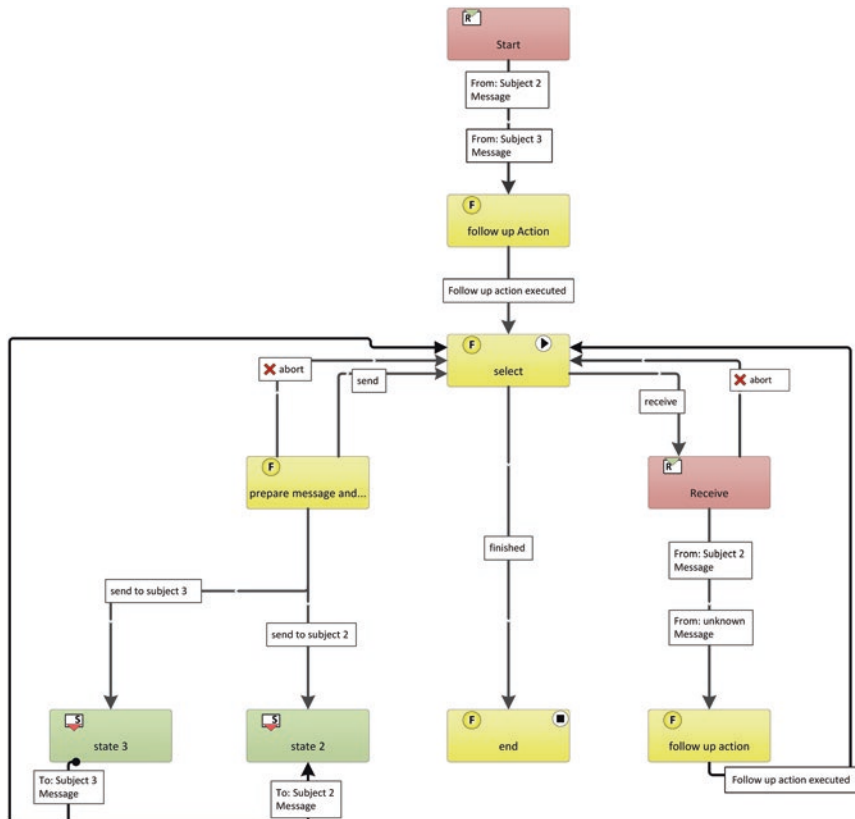 R
Start
From: Subject 2
Message
From: Subject 3
Message
F
follow up Action
Follow up action executed
F
select
abort
send
receive
abort
F
prepare message and...
R
Receive
finished
From: Subject 2
Message
send to subject 3
send to subject 2
From: unknown
Message
S
state 3
S
state 2
F
end
F
follow up action
To: Subject 3
Message
To: Subject 2
Message
Follow up action executed